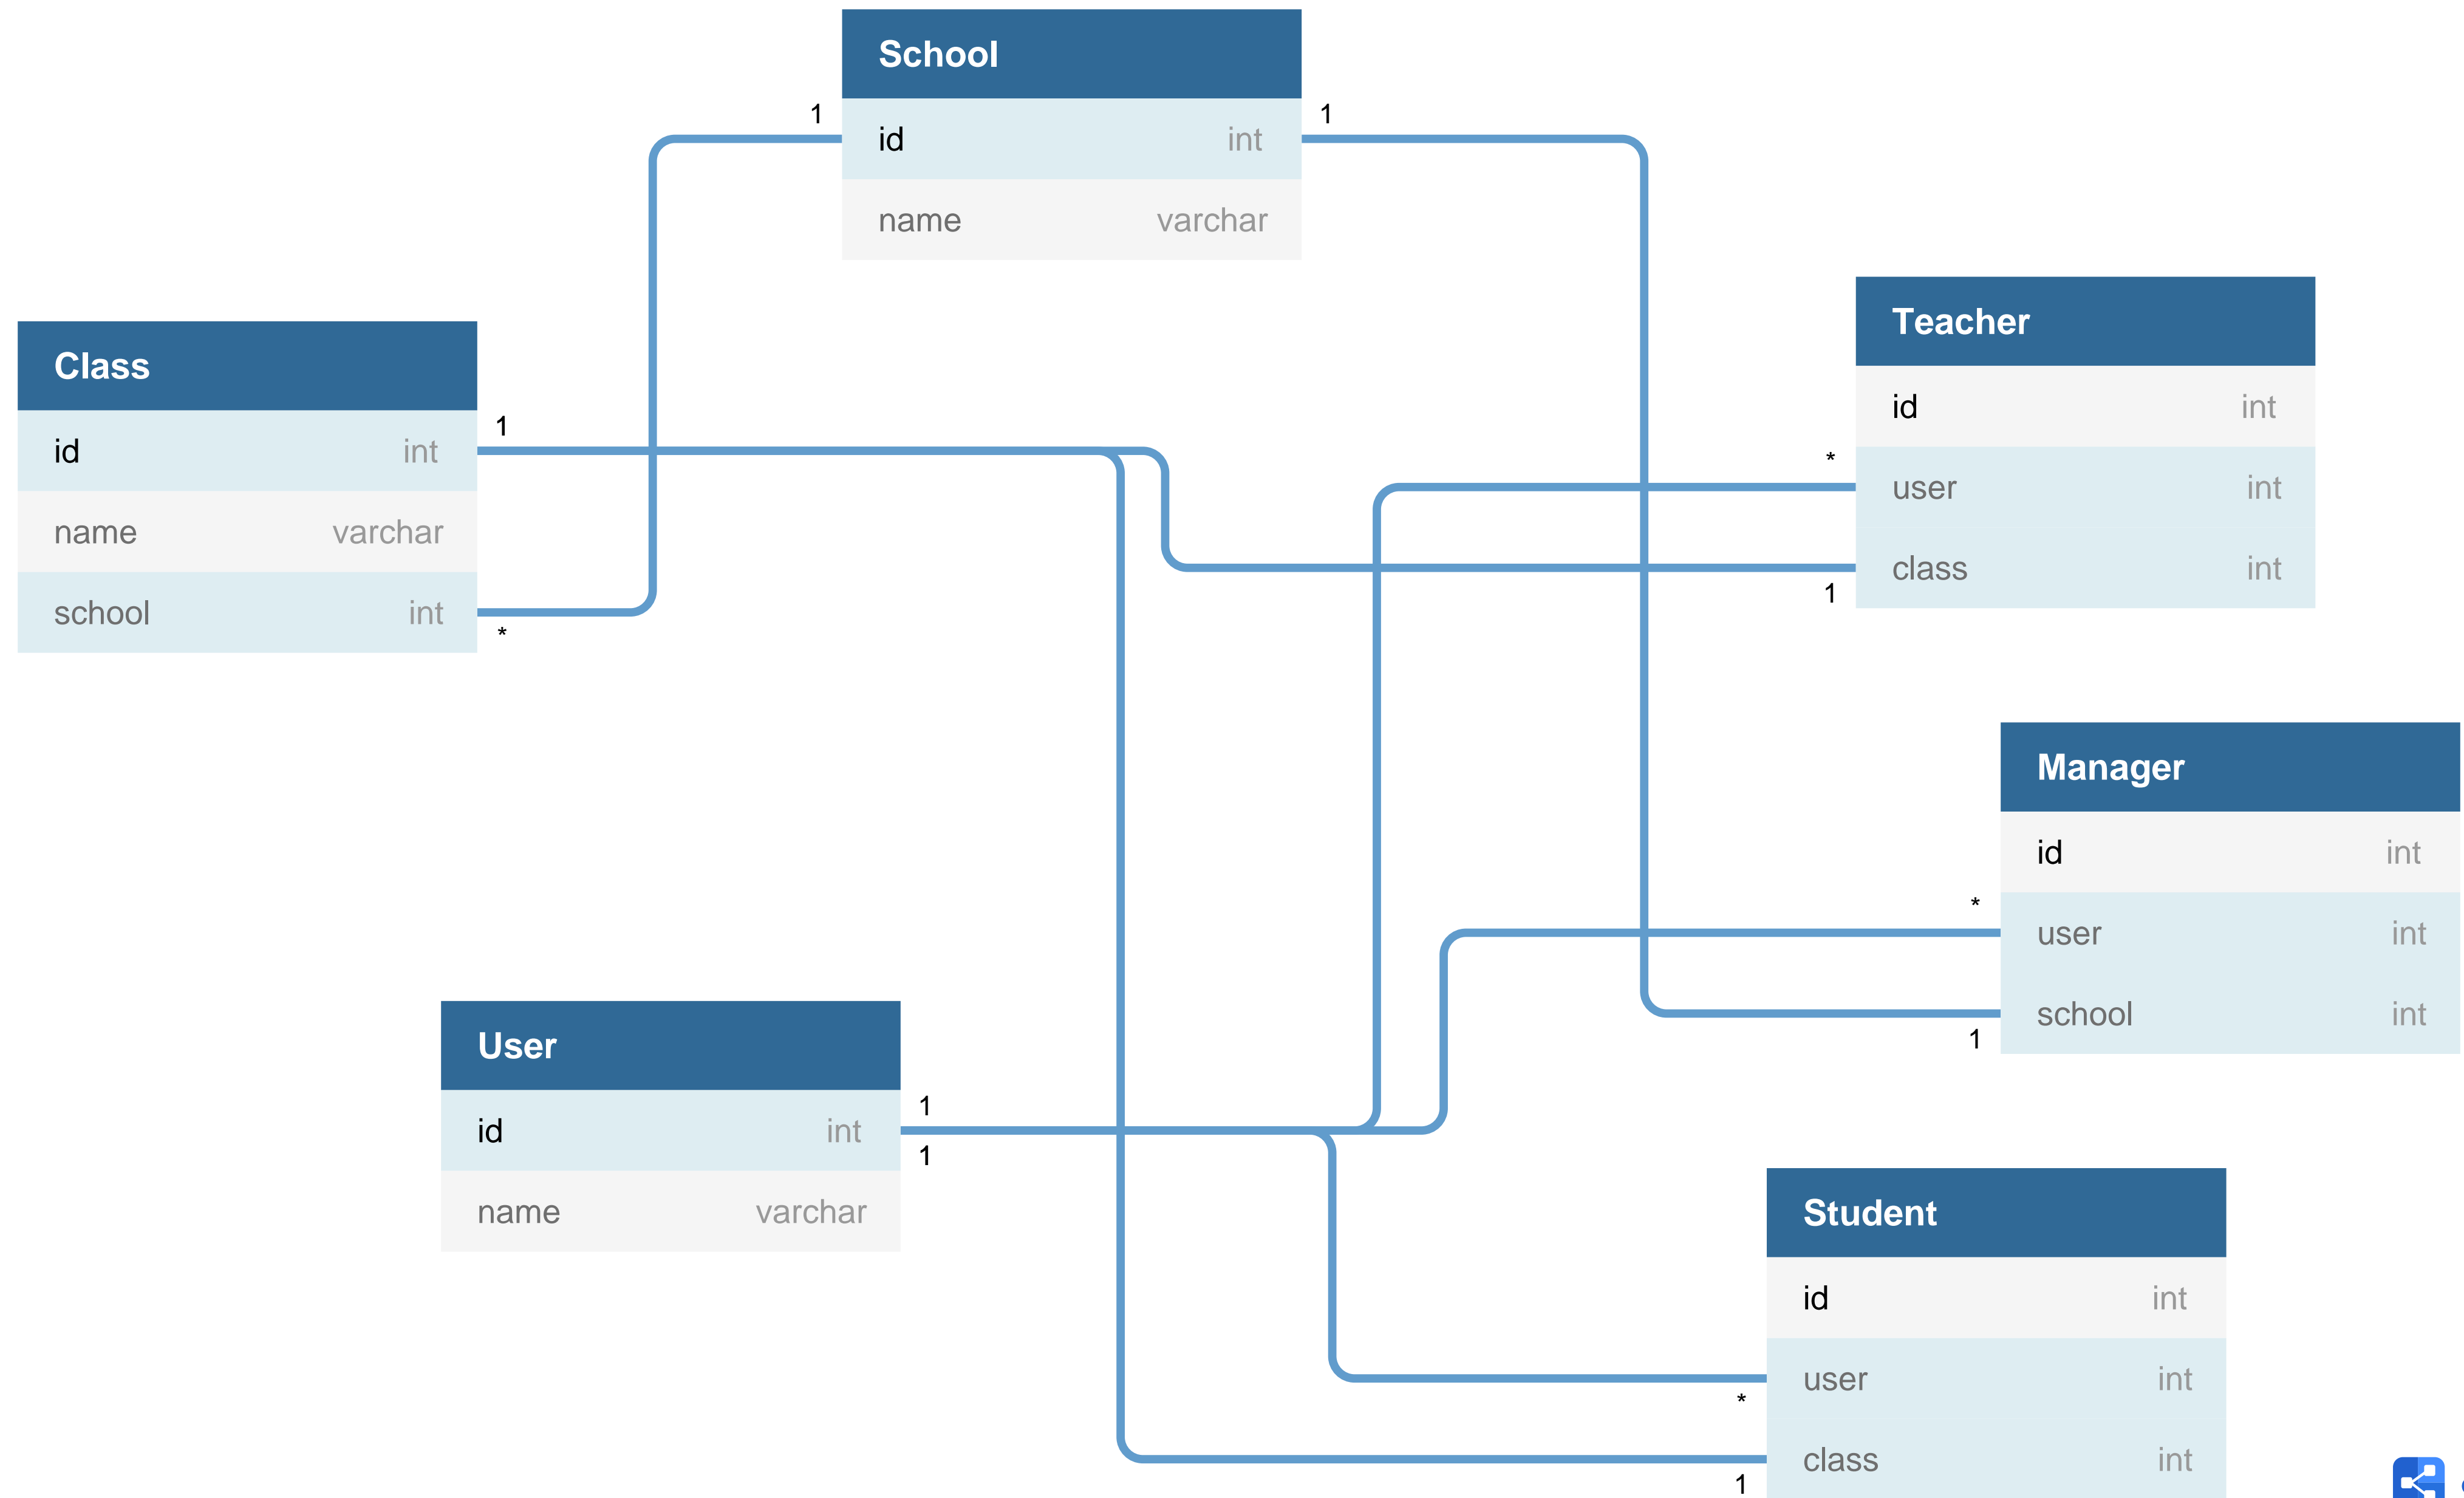 School
1
id int
1
name varchar
Class
1
id int
name varchar
school int
*
Teacher
id int
*
user int
class int
1
Manager
id int
*
user int
school int
1
User
1
id int
1
name varchar
Student
id int
user int
*
class int
1